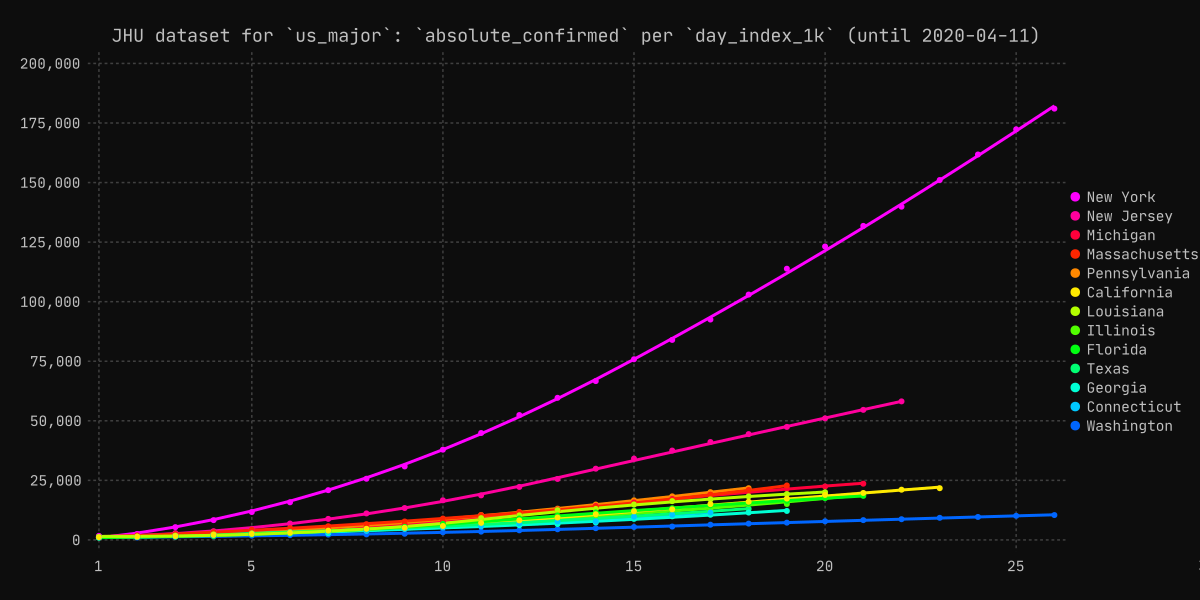 JHU dataset for `us_major`: `absolute_confirmed` per `day_index_1k` (until 2020-04-11)
200,000
175,000
150,000
125,000
100,000
75,000
50,000
25,000
0
1 5 10 15 20 25
New York
New Jersey
Michigan
Massachusetts
Pennsylvania
California
Louisiana
Illinois
Florida
Texas
Georgia
Connecticut
Washington